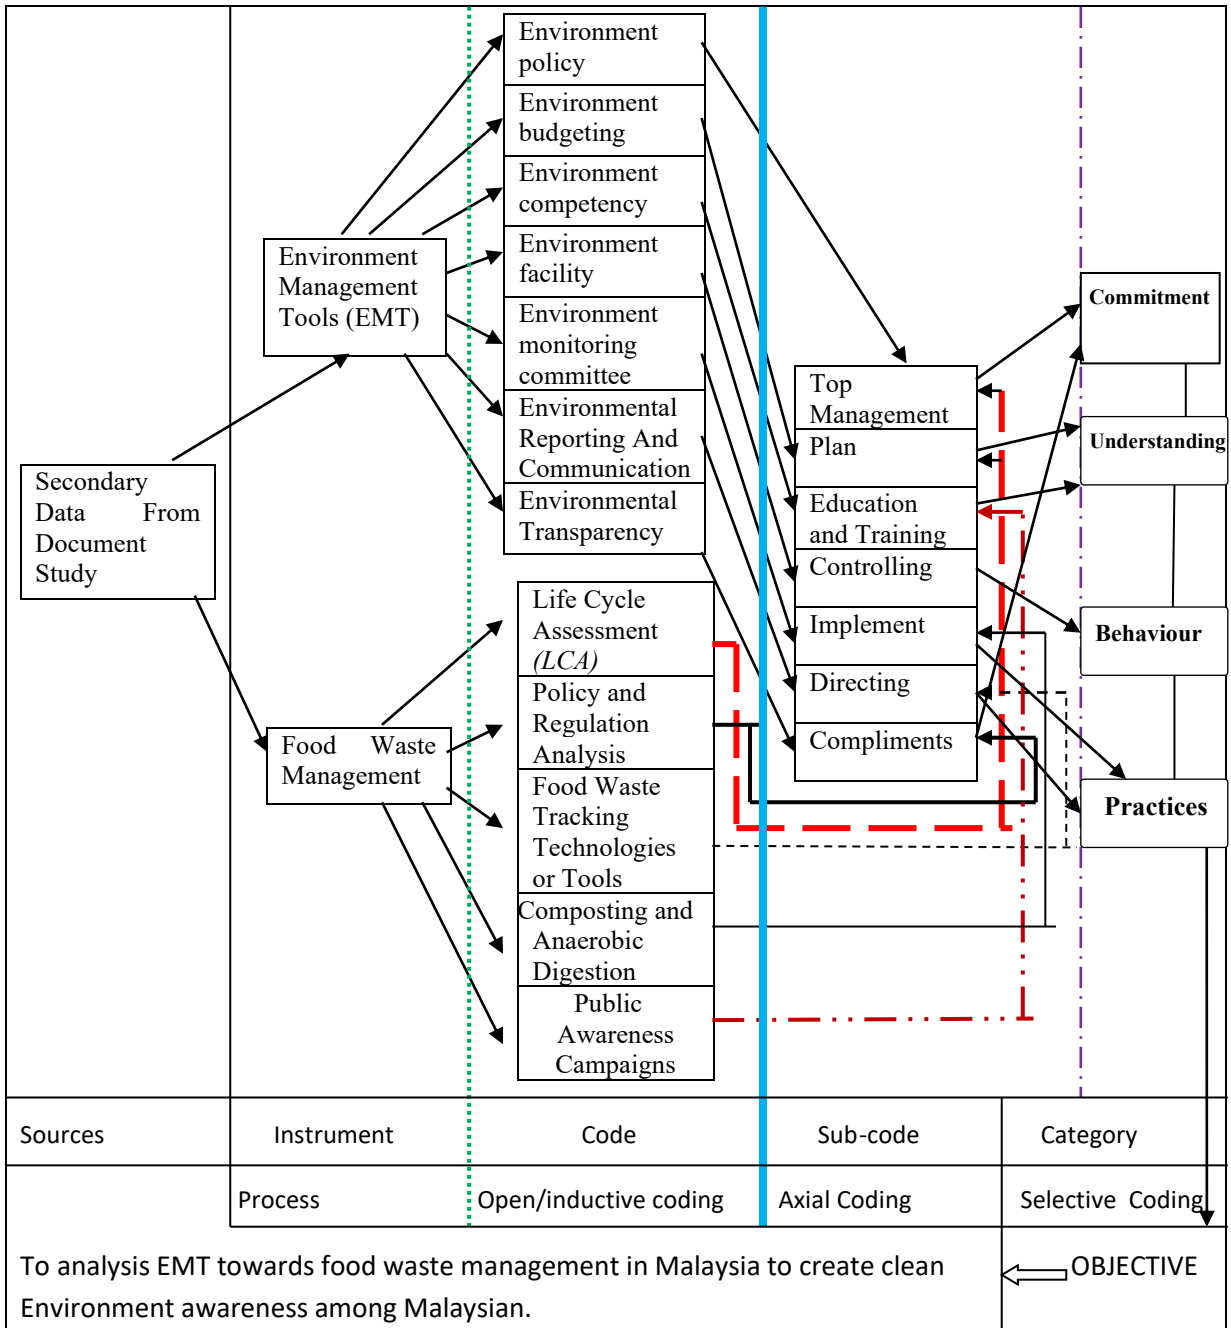 Secondary
Data From
Document
Study
Environment
Management
Tools (EMT)
Food Waste
Management
Environment
policy
Environment
budgeting
Environment
competency
Environment
facility
Environment
monitoring
committee
Environmental
Reporting And
Communication
Environmental
Transparency
Life Cycle
Assessment
(LCA)
Policy and
Regulation
Analysis
Food Waste
Tracking
Technologies
or Tools
Composting and
Anaerobic
Digestion
Public
Awareness
Campaigns
Top
Management
Plan
Education
and Training
Controlling
Implement
Directing
Compliments
Commitment
Understanding
Behaviour
Practices
Sources
Instrument
Code
Sub-code
Category
Process
Open/inductive coding
Axial Coding
Selective Coding
To analysis EMT towards food waste management in Malaysia to create clean
Environment awareness among Malaysian.
OBJECTIVE